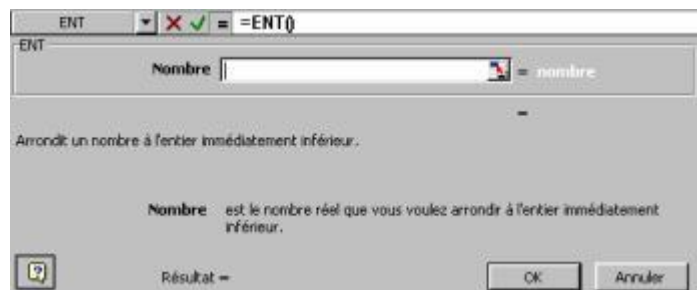 ENT = =ENT()
ENT
Nombre = nombre
=
Arrondit un nombre à l'entier immédiatement inférieur.
Nombre est le nombre réel que vous voulez arrondir à l'entier immédiatement
inférieur.
Résultat =
OK Annuler